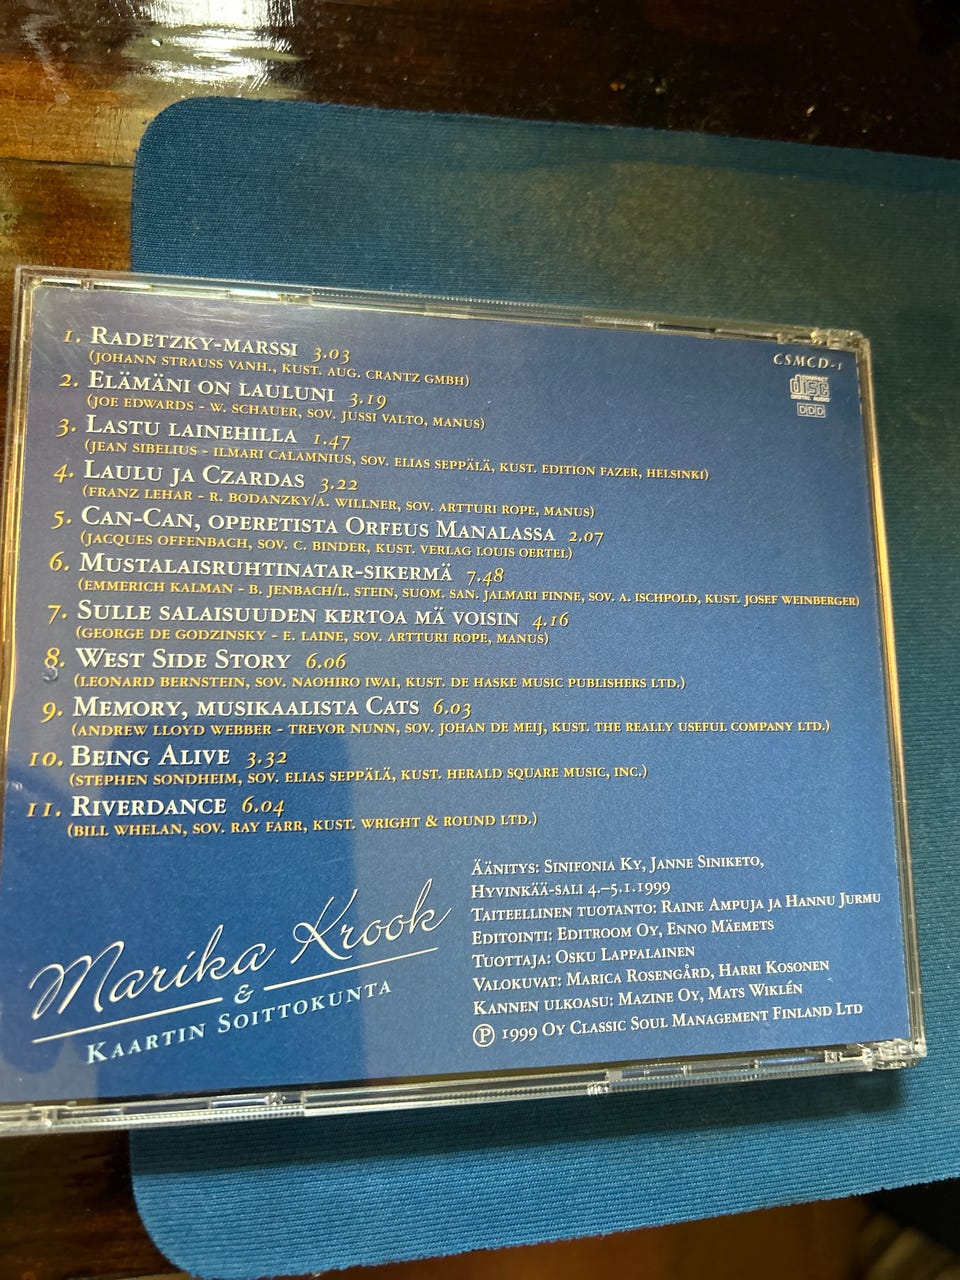 1. Radetzky-marssi 3.03
(Johann Strauss vanh., kust. Aug. Crantz GmbH)
2. Elämäni on lauluni 3.19
(Joe Edwards - W. Schauer, sov. Jussi Valto, manus)
3. Lastu lainehilla 1.47
(Jean Sibelius - Ilmari Calamnius, sov. Elias Seppälä, kust. Edition Fazer, Helsinki)
4. Laulu ja Czardas 3.22
(Franz Lehar - R. Bodanzky/A. Willner, sov. Artturi Rope, manus)
5. Can-Can, operetista Orfeus Manalassa 2.07
(Jacques Offenbach, sov. C. Binder, kust. Verlag Louis Oertel)
6. Mustalaisruhtinatar-sikermä 7.48
(Emmerich Kalman - B. Jenbach/L. Stein, suom. san. Jalmari Finne, sov. A. Ischpold, kust. Josef Weinberger)
7. Sulle salaisuuden kertoa mä voisin 4.16
(George de Godzinsky - E. Laine, sov. Artturi Rope, manus)
8. West Side Story 6.06
(Leonard Bernstein, sov. Naohiro Iwai, kust. De Haske Music Publishers Ltd.)
9. Memory, musikaalista Cats 6.03
(Andrew Lloyd Webber - Trevor Nunn, sov. Johan de Meij, kust. The Really Useful Company Ltd.)
10. Being Alive 3.32
(Stephen Sondheim, sov. Elias Seppälä, kust. Herald Square Music, Inc.)
11. Riverdance 6.04
(Bill Whelan, sov. Ray Farr, kust. Wright & Round Ltd.)
CSMCD-1
COMPACT
disc
DIGITAL AUDIO
DDD
Marika Krook
&
Kaartin Soittokunta
Äänitys: Sinifonia Ky, Janne Siniketo,
Hyvinkää-sali 4.–5.1.1999
Taiteellinen tuotanto: Raine Ampuja ja Hannu Jurmu
Editointi: Editroom Oy, Enno Mäemets
Tuottaja: Osku Lappalainen
Valokuvat: Marica Rosengård, Harri Kosonen
Kannen ulkoasu: Mazine Oy, Mats Wiklén
Ⓟ 1999 Oy Classic Soul Management Finland Ltd